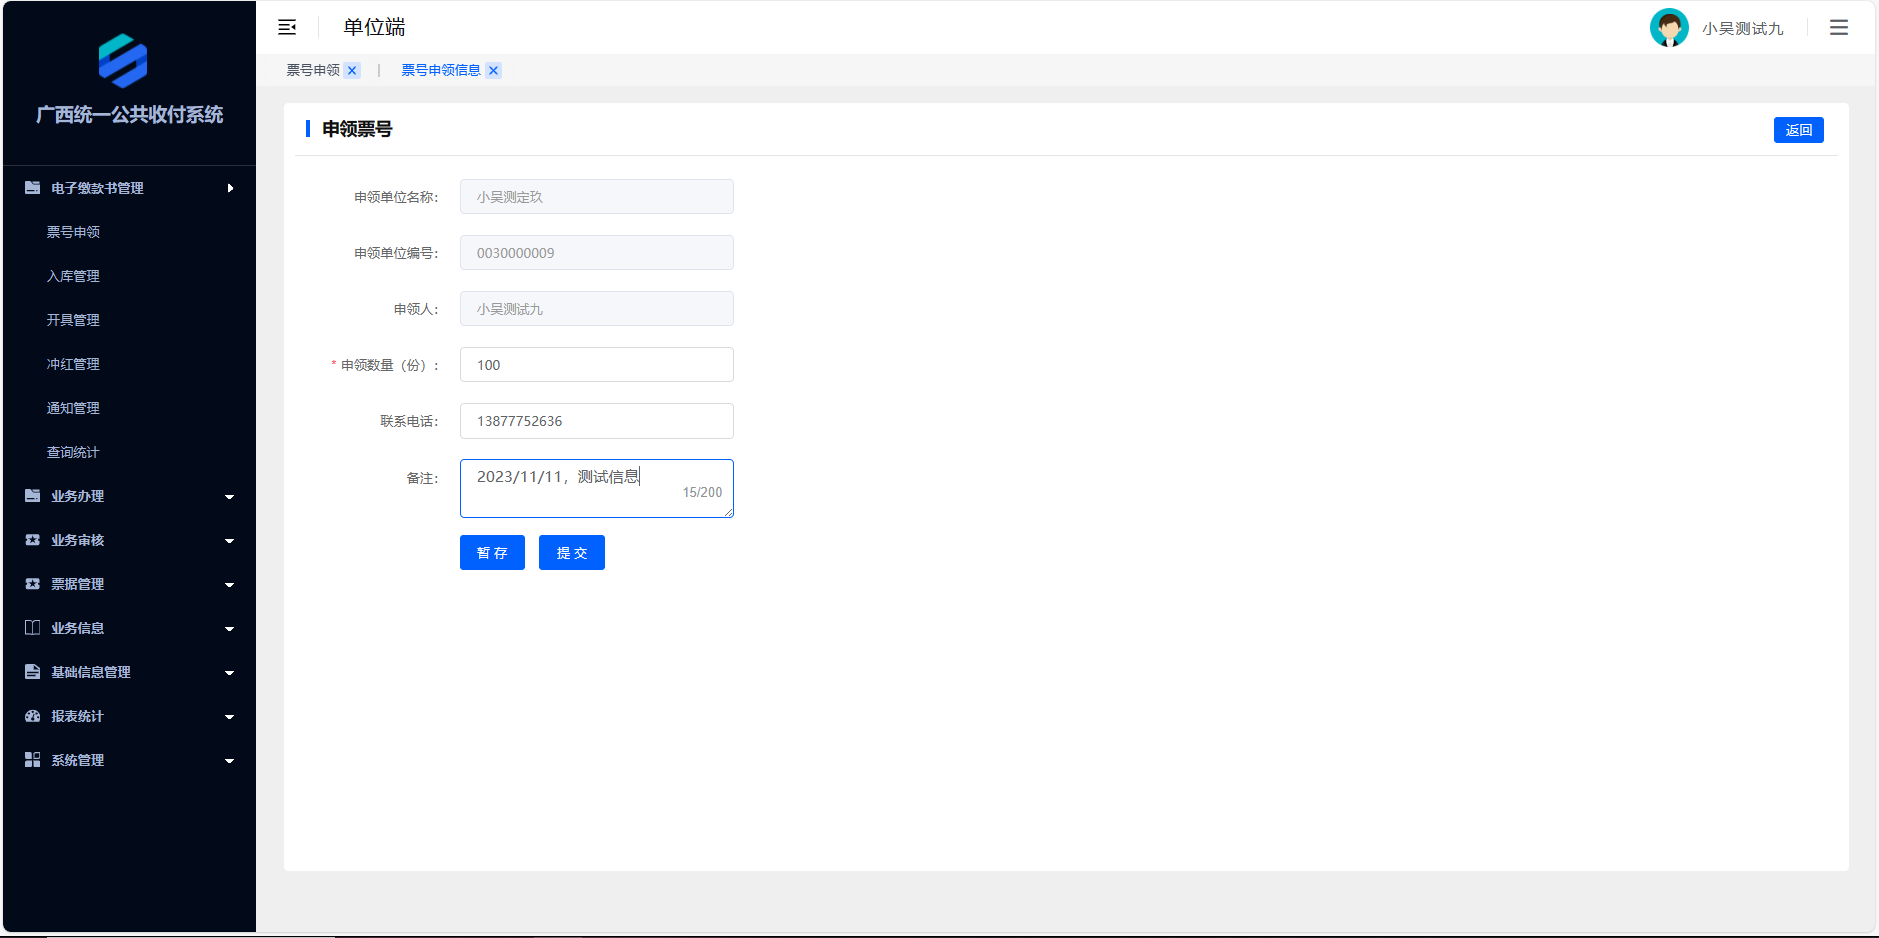 广西统一公共收付系统
电子缴款书管理
票号申领
入库管理
开具管理
冲红管理
通知管理
查询统计
业务办理
业务审核
票据管理
业务信息
基础信息管理
报表统计
系统管理
单位端
小吴测试九
票号申领
票号申领信息
申领票号
返回
申领单位名称： 小吴测定玖
申领单位编号： 0030000009
申领人： 小吴测试九
* 申领数量（份）： 100
联系电话： 13877752636
备注： 2023/11/11，测试信息
15/200
暂 存
提 交